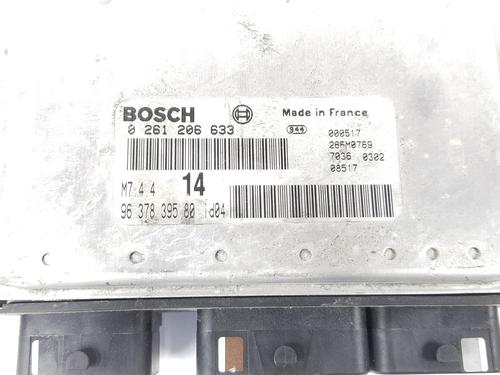 BOSCH Made in France
0 261 206 633 944 000517
265M0769
7036 0302
08517
M7 4 4 14
96 378 395 80 id04